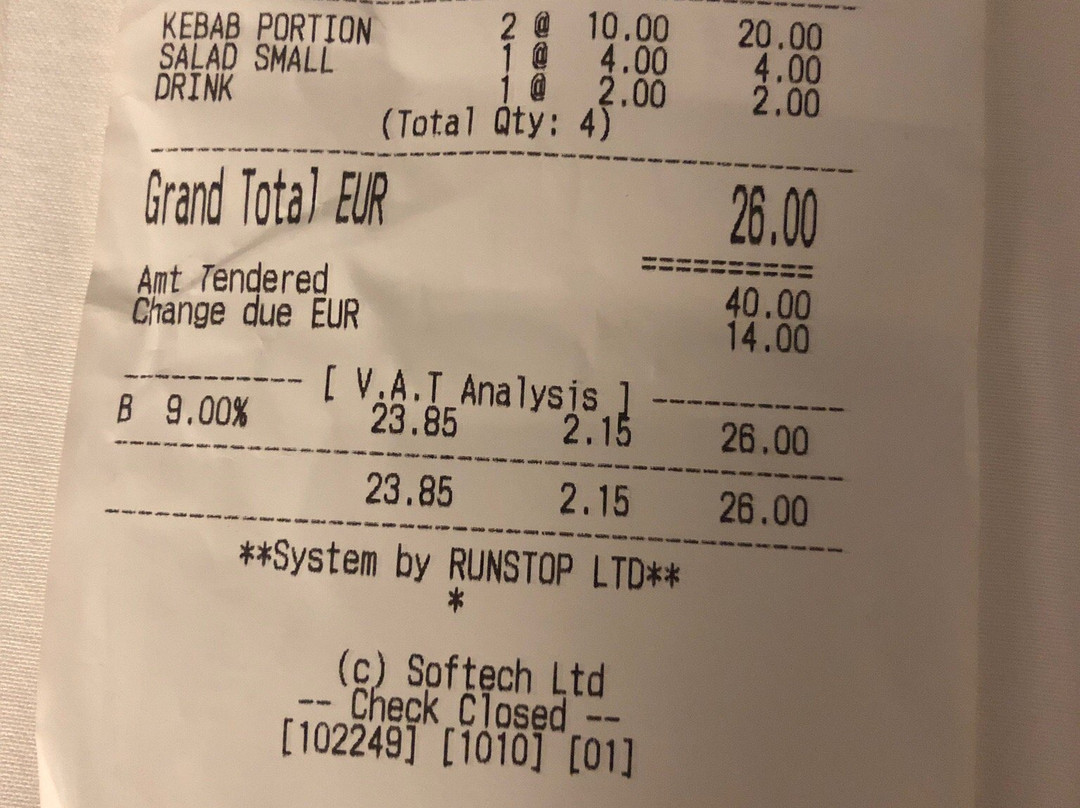 KEBAB PORTION 2 @ 10.00 20.00
SALAD SMALL 1 @ 4.00 4.00
DRINK 1 @ 2.00 2.00
(Total Qty: 4)
Grand Total EUR 26.00
==========
Amt Tendered 40.00
Change due EUR 14.00
----------- [ V.A.T Analysis ] ------------
B 9.00% 23.85 2.15 26.00
23.85 2.15 26.00
**System by RUNSTOP LTD**
*
(c) Softech Ltd
-- Check Closed --
[102249] [1010] [01]